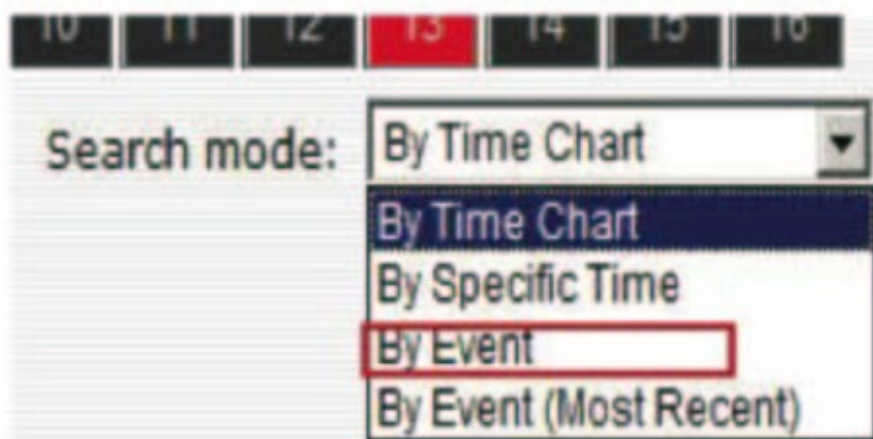 10 11 12 13 14 15 16
Search mode: By Time Chart
By Time Chart
By Specific Time
By Event
By Event (Most Recent)